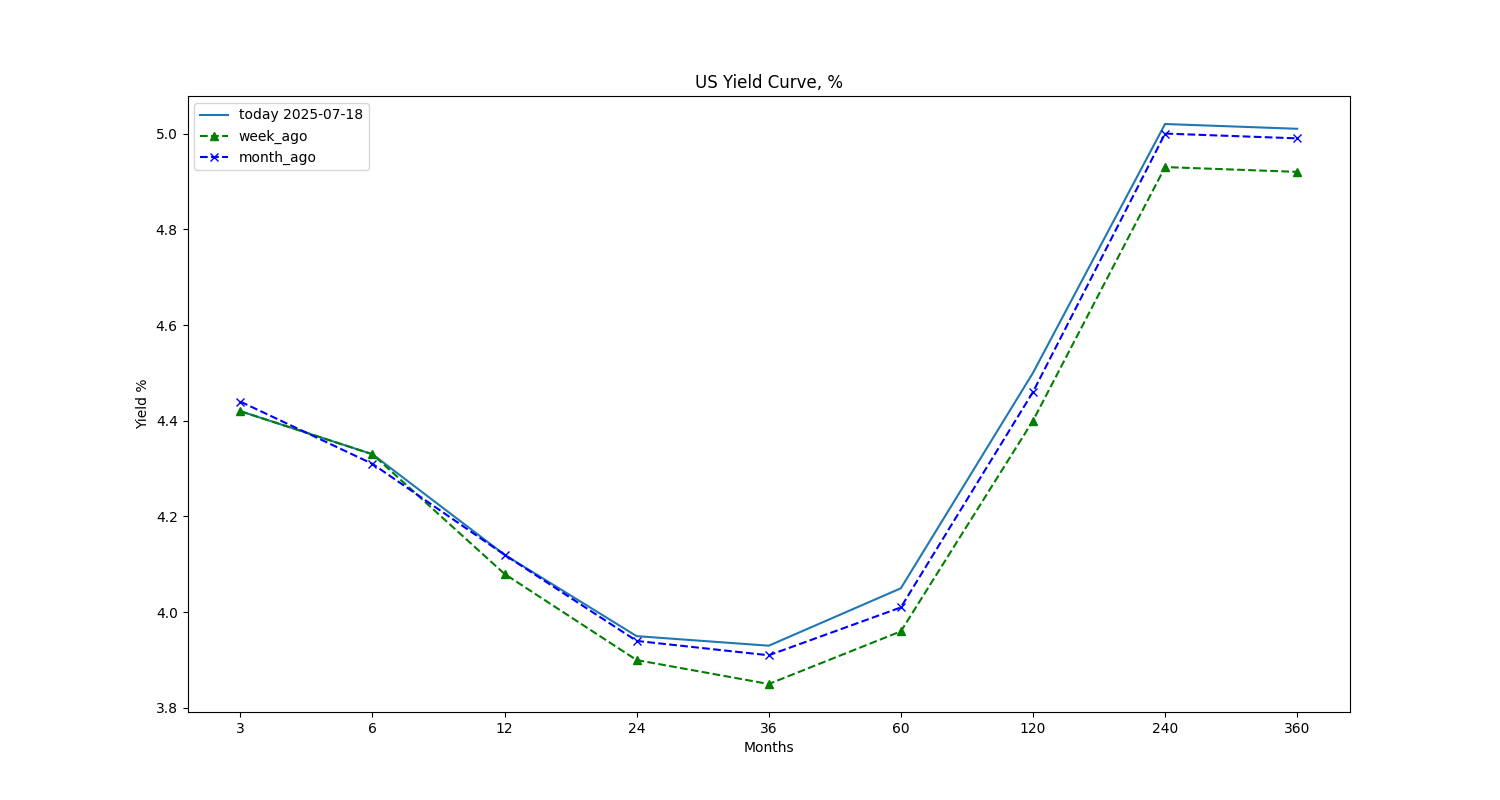 US Yield Curve, %
today 2025-07-18
week_ago
month_ago
5.0
4.8
4.6
4.4
4.2
4.0
3.8
Yield %
3 6 12 24 36 60 120 240 360
Months